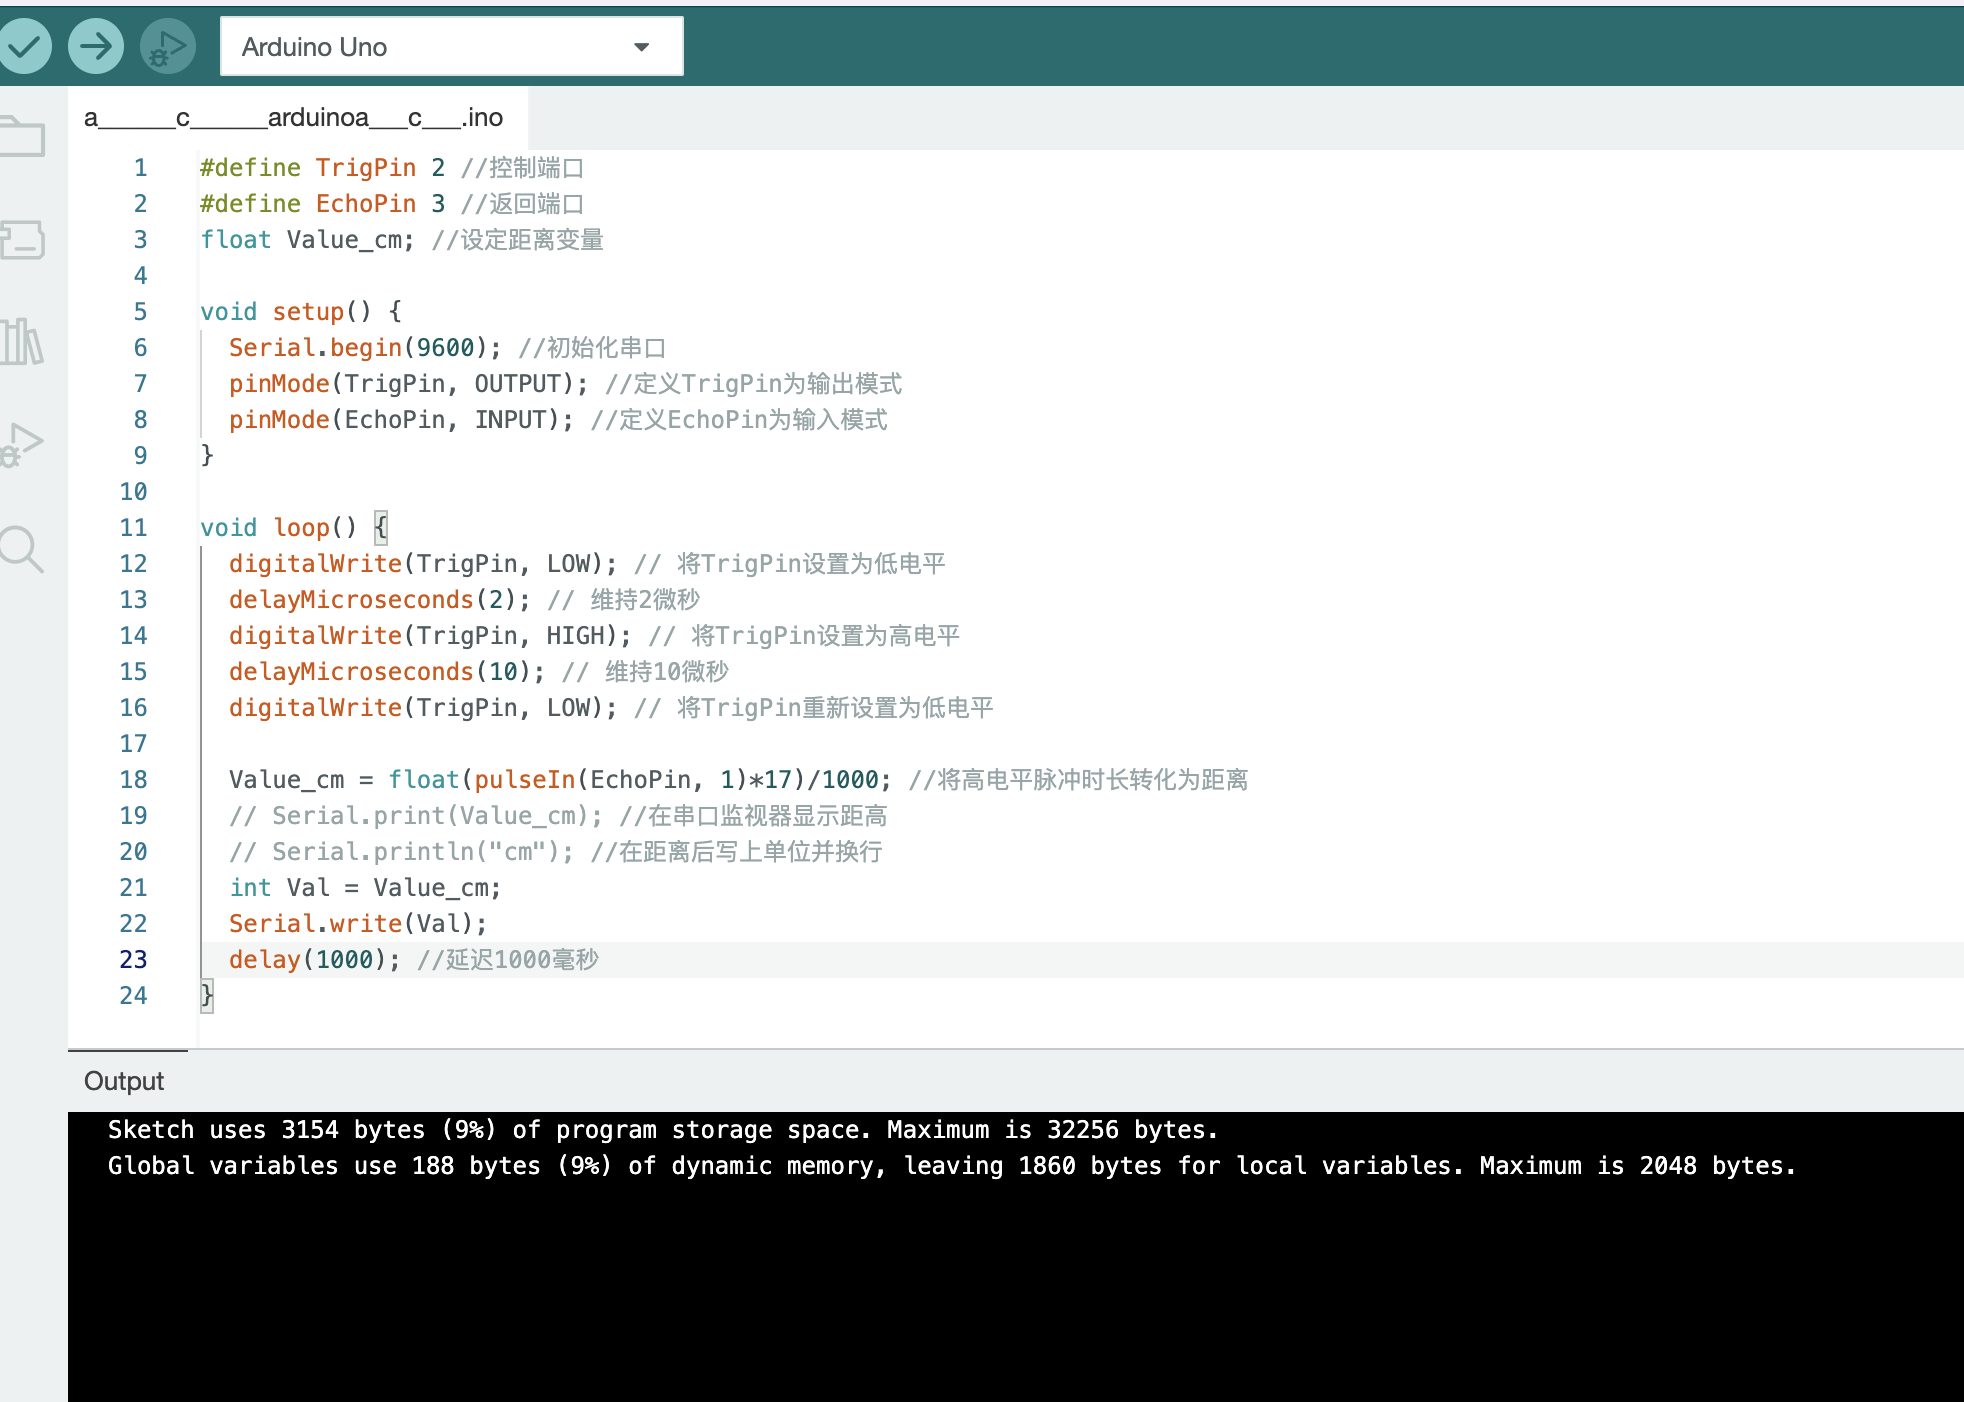 Arduino Uno
a______c______arduinoa___c___.ino
1 #define TrigPin 2 //控制端口
2 #define EchoPin 3 //返回端口
3 float Value_cm; //设定距离变量
4
5 void setup() {
6 Serial.begin(9600); //初始化串口
7 pinMode(TrigPin, OUTPUT); //定义TrigPin为输出模式
8 pinMode(EchoPin, INPUT); //定义EchoPin为输入模式
9 }
10
11 void loop() {
12 digitalWrite(TrigPin, LOW); // 将TrigPin设置为低电平
13 delayMicroseconds(2); // 维持2微秒
14 digitalWrite(TrigPin, HIGH); // 将TrigPin设置为高电平
15 delayMicroseconds(10); // 维持10微秒
16 digitalWrite(TrigPin, LOW); // 将TrigPin重新设置为低电平
17
18 Value_cm = float(pulseIn(EchoPin, 1)*17)/1000; //将高电平脉冲时长转化为距离
19 // Serial.print(Value_cm); //在串口监视器显示距高
20 // Serial.println("cm"); //在距离后写上单位并换行
21 int Val = Value_cm;
22 Serial.write(Val);
23 delay(1000); //延迟1000毫秒
24 }
Output
Sketch uses 3154 bytes (9%) of program storage space. Maximum is 32256 bytes.
Global variables use 188 bytes (9%) of dynamic memory, leaving 1860 bytes for local variables. Maximum is 2048 bytes.